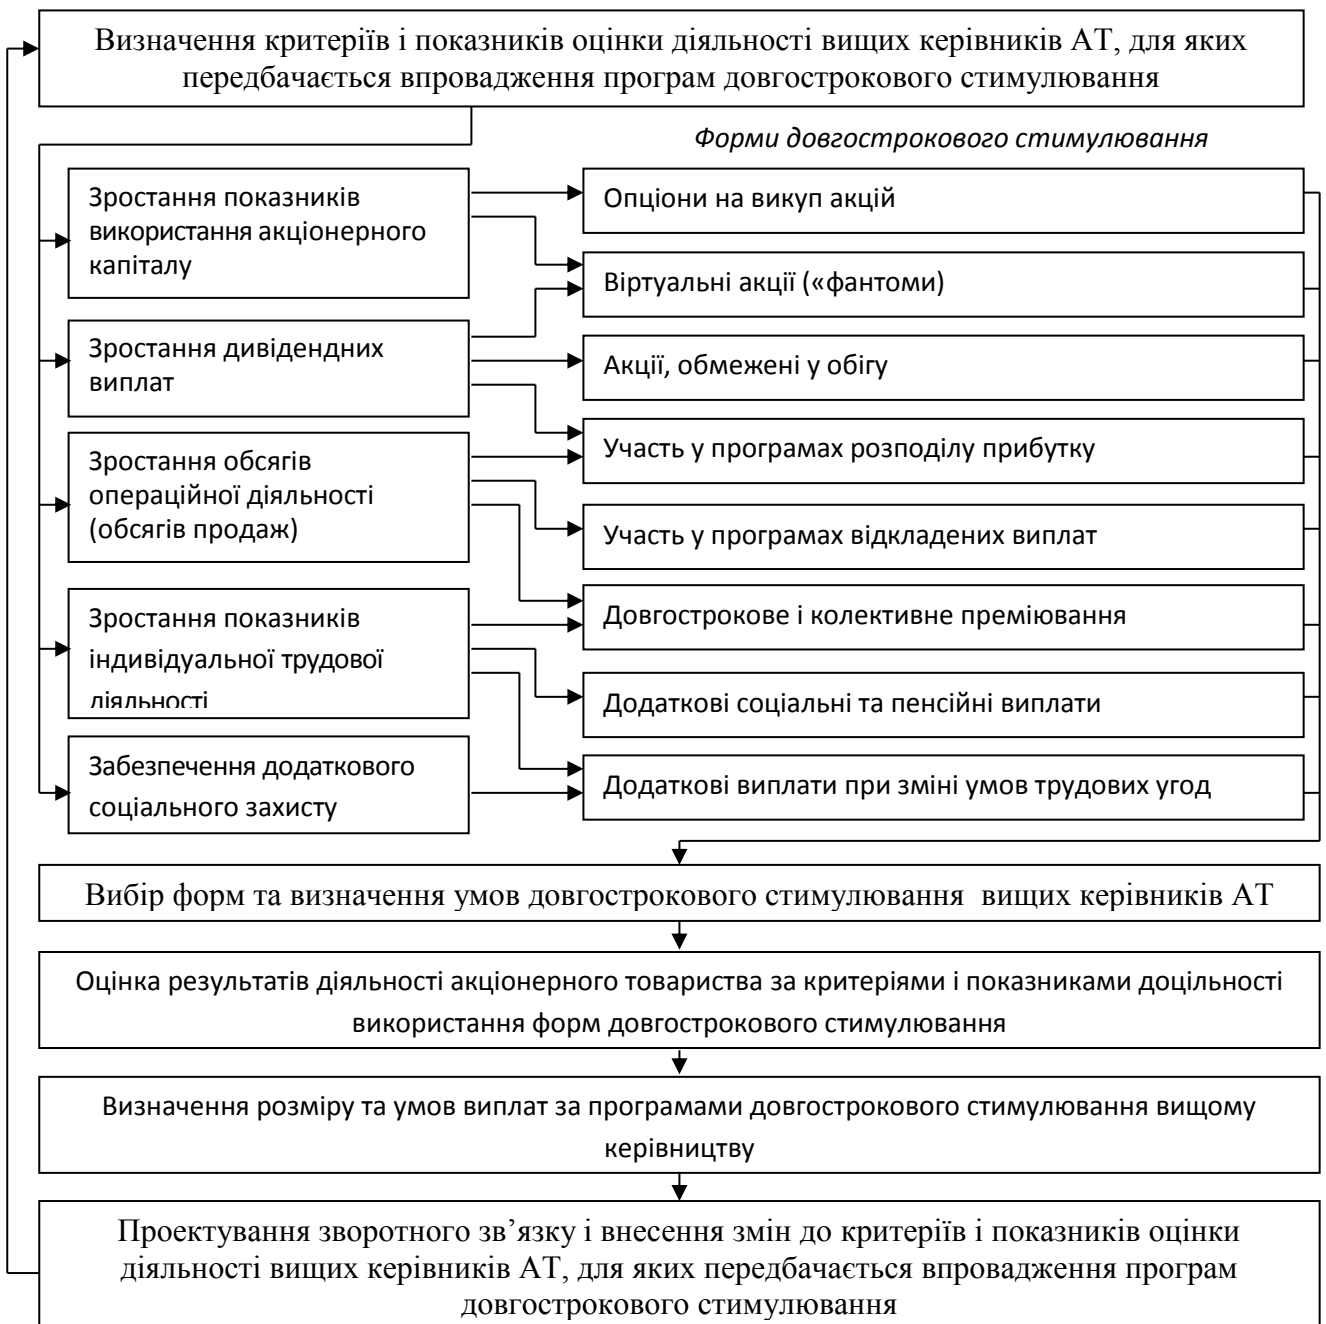 Визначення критеріїв і показників оцінки діяльності вищих керівників АТ, для яких
передбачається впровадження програм довгострокового стимулювання
Форми довгострокового стимулювання
Зростання показників
використання акціонерного
капіталу
Зростання дивідендних
виплат
Зростання обсягів
операційної діяльності
(обсягів продаж)
Зростання показників
індивідуальної трудової
діяльності
Забезпечення додаткового
соціального захисту
Опціони на викуп акцій
Віртуальні акції («фантоми)
Акції, обмежені у обігу
Участь у програмах розподілу прибутку
Участь у програмах відкладених виплат
Довгострокове і колективне преміювання
Додаткові соціальні та пенсійні виплати
Додаткові виплати при зміні умов трудових угод
Вибір форм та визначення умов довгострокового стимулювання вищих керівників АТ
Оцінка результатів діяльності акціонерного товариства за критеріями і показниками доцільності
використання форм довгострокового стимулювання
Визначення розміру та умов виплат за програмами довгострокового стимулювання вищому
керівництву
Проектування зворотного зв’язку і внесення змін до критеріїв і показників оцінки
діяльності вищих керівників АТ, для яких передбачається впровадження програм
довгострокового стимулювання